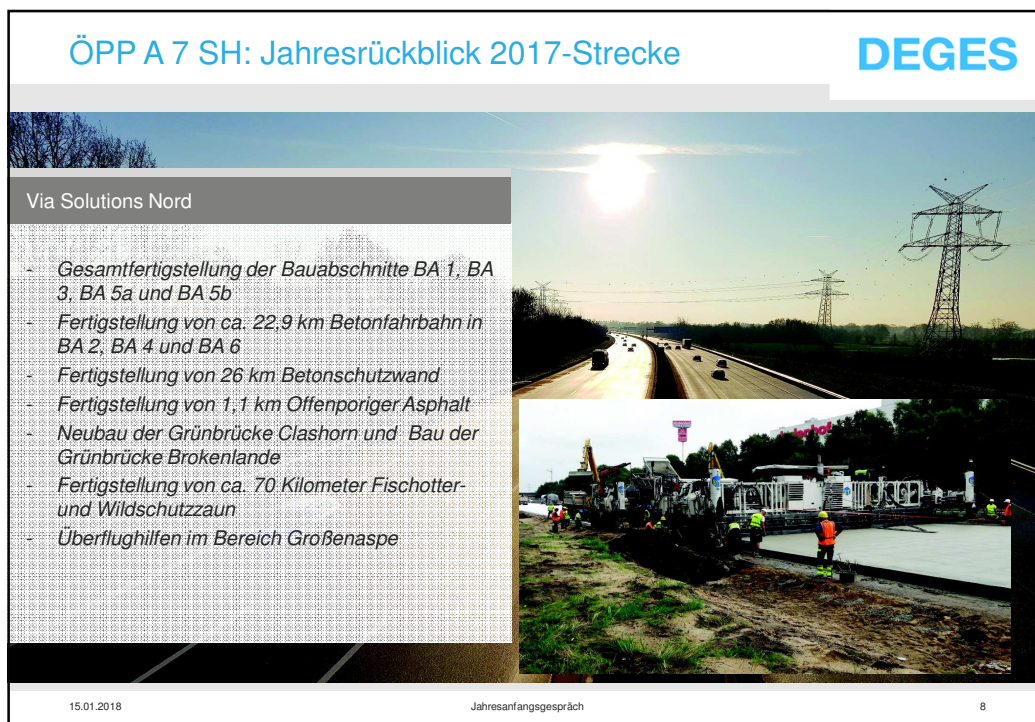 ÖPP A 7 SH: Jahresrückblick 2017-Strecke
DEGES
Via Solutions Nord
- Gesamtfertigstellung der Bauabschnitte BA 1, BA
3, BA 5a und BA 5b
- Fertigstellung von ca. 22,9 km Betonfahrbahn in
BA 2, BA 4 und BA 6
- Fertigstellung von 26 km Betonschutzwand
- Fertigstellung von 1,1 km Offenporiger Asphalt
- Neubau der Grünbrücke Clashorn und Bau der
Grünbrücke Brokenlande
- Fertigstellung von ca. 70 Kilometer Fischotter-
und Wildschutzzaun
- Überflughilfen im Bereich Großenaspe
15.01.2018
Jahresanfangsgespräch
8